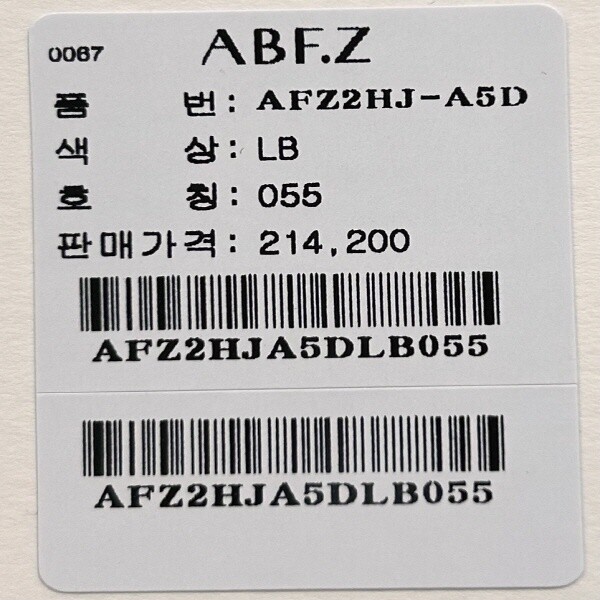 0067 ABF.Z
품 번: AFZ2HJ-A5D
색 상: LB
호 칭: 055
판매가격: 214,200
AFZ2HJA5DLB055
AFZ2HJA5DLB055